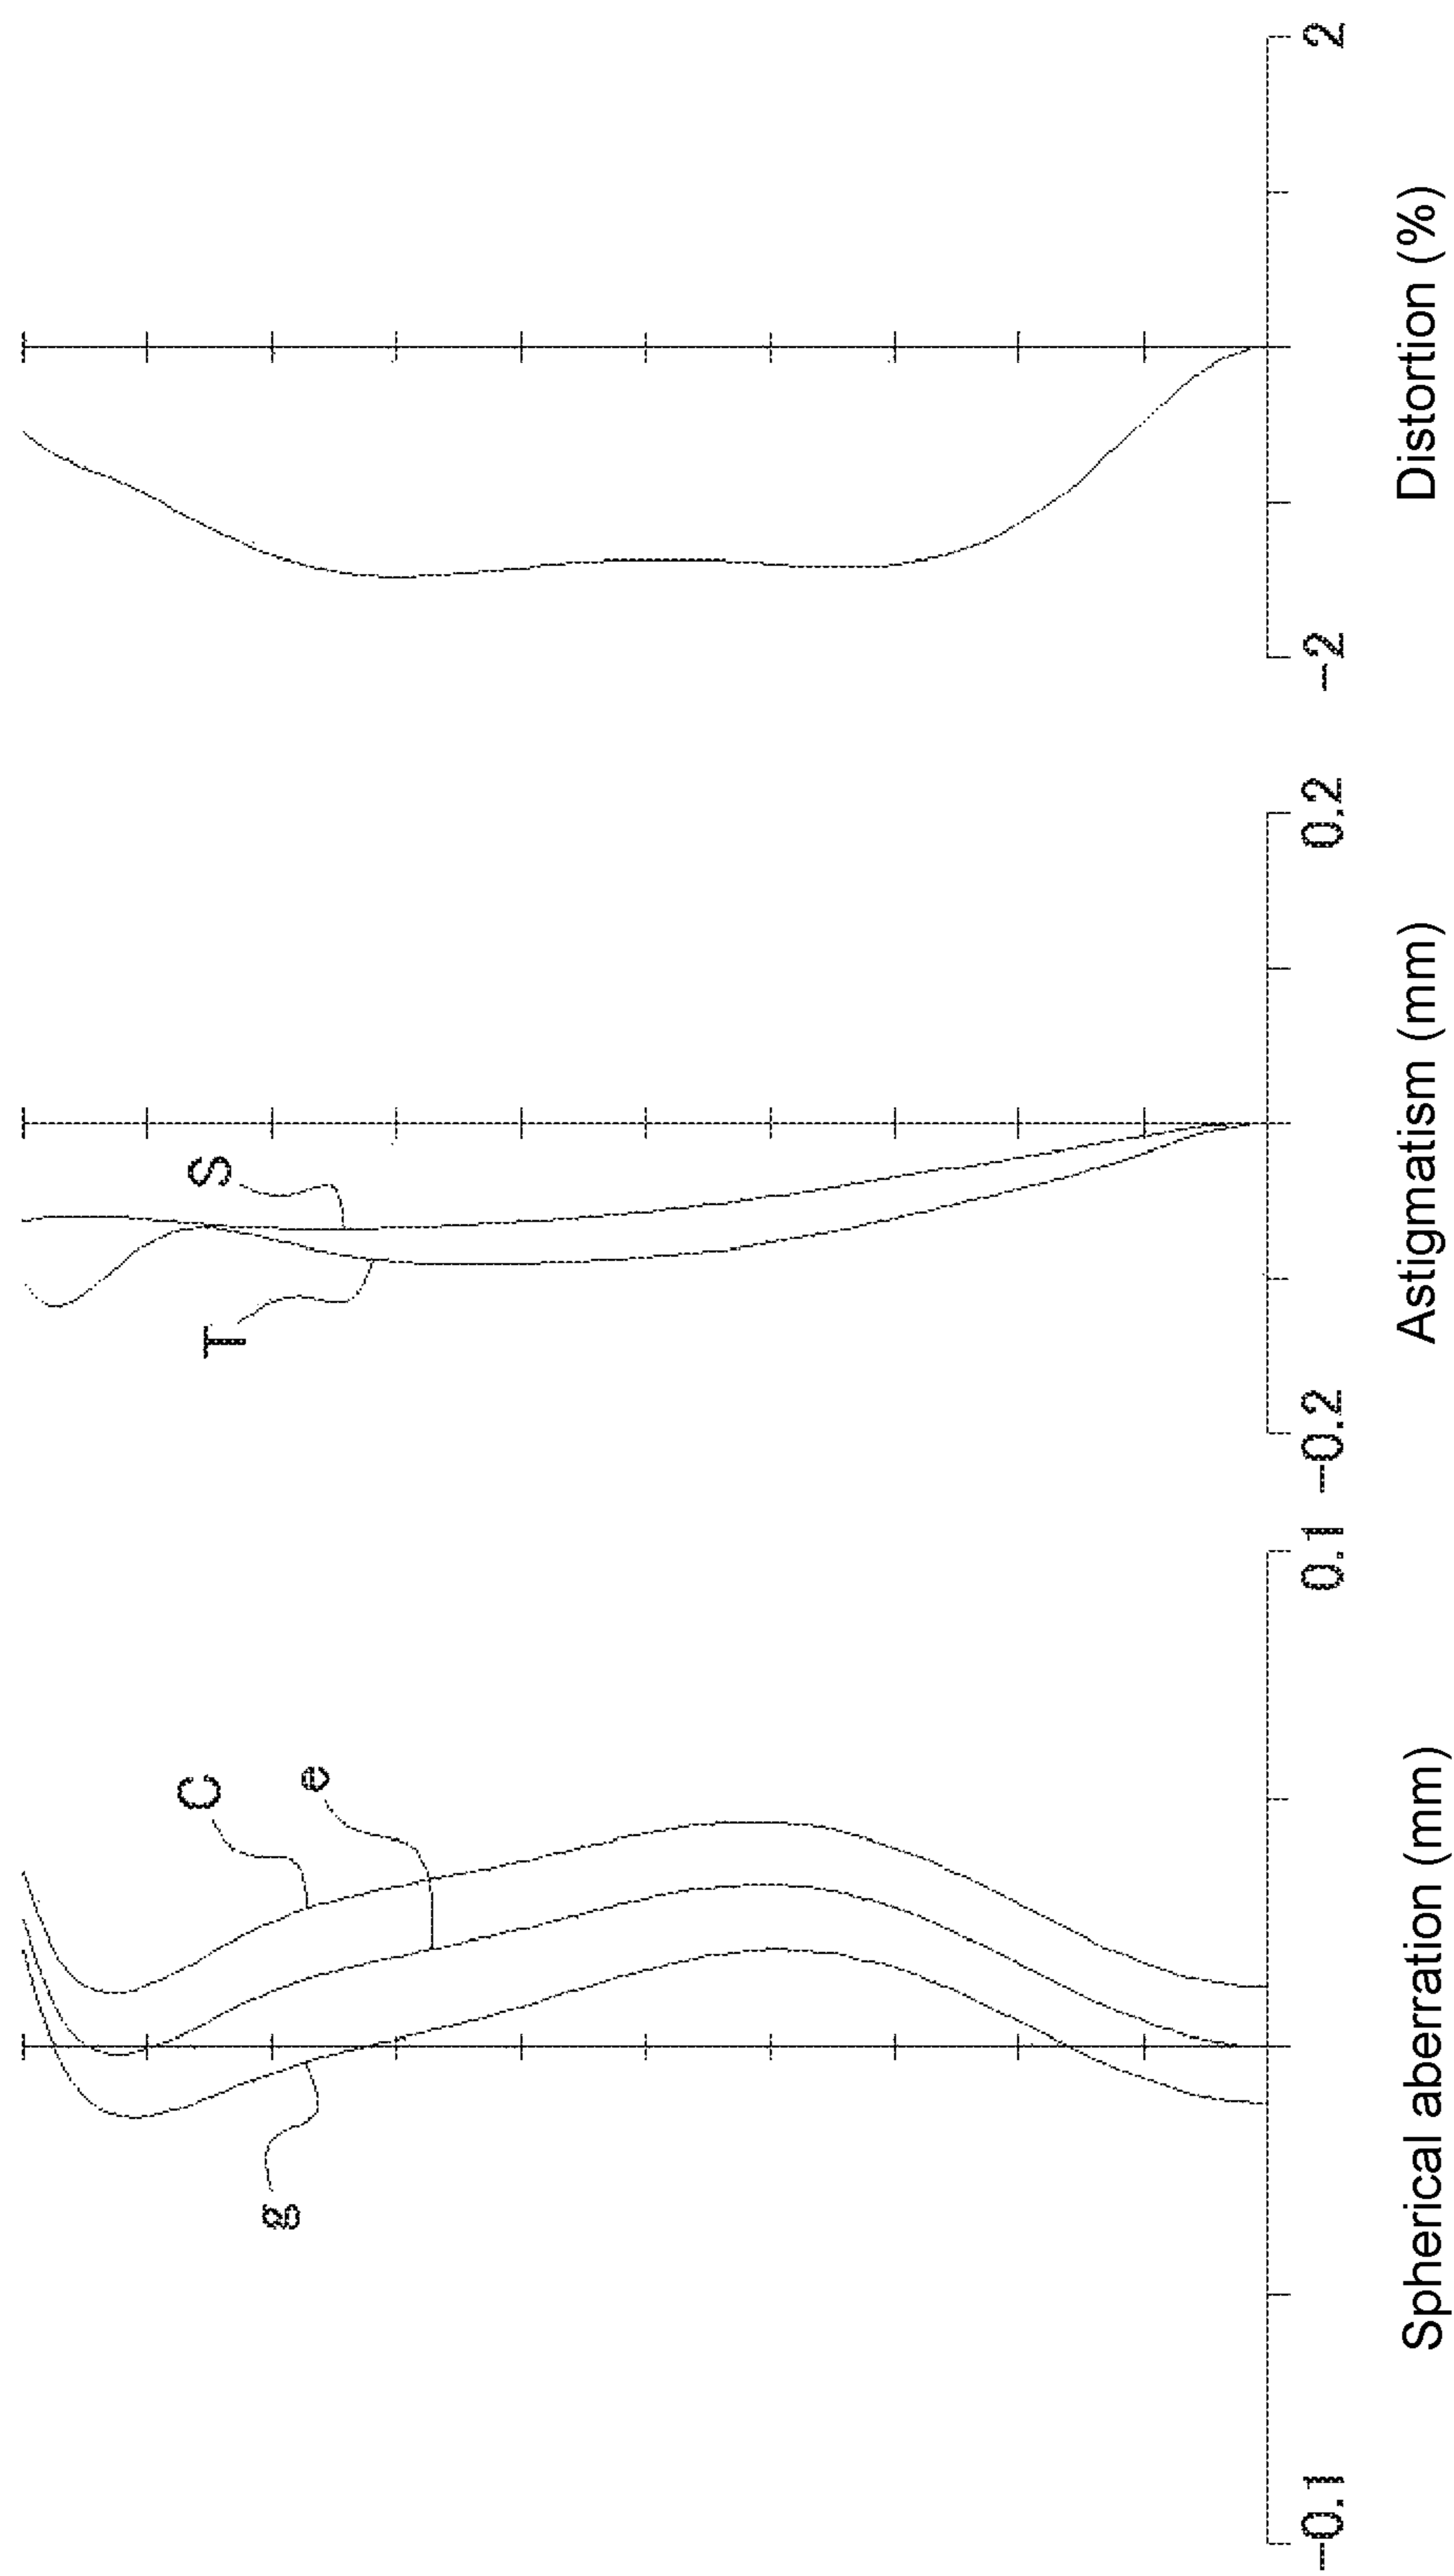 C
e
g
-0.1
0.1
Spherical aberration (mm)
S
T
-0.2
0.2
Astigmatism (mm)
-2
2
Distortion (%)